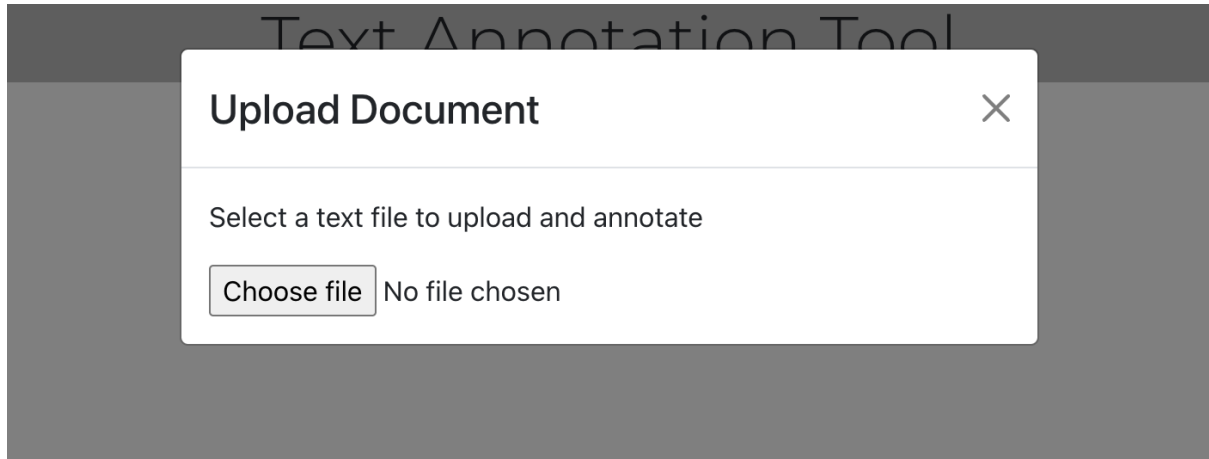 Text Annotation Tool
Upload Document
Select a text file to upload and annotate
Choose file No file chosen